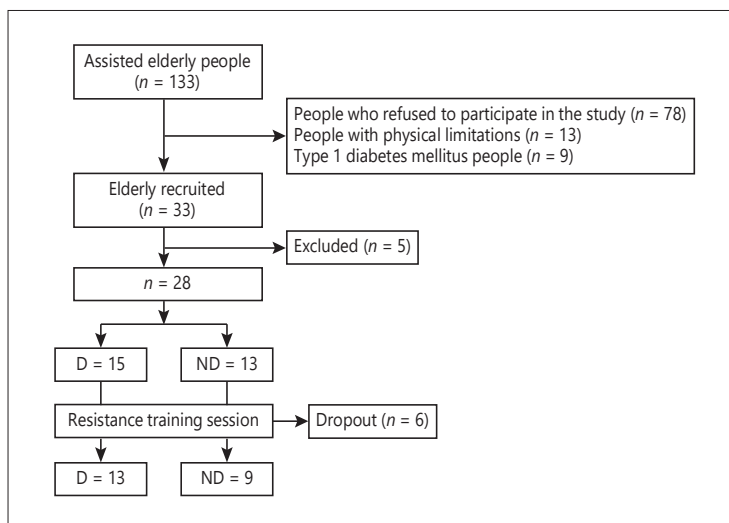 Assisted elderly people
(n = 133)
People who refused to participate in the study (n = 78)
People with physical limitations (n = 13)
Type 1 diabetes mellitus people (n = 9)
Elderly recruited
(n = 33)
Excluded (n = 5)
n = 28
D = 15
ND = 13
Resistance training session
Dropout (n = 6)
D = 13
ND = 9